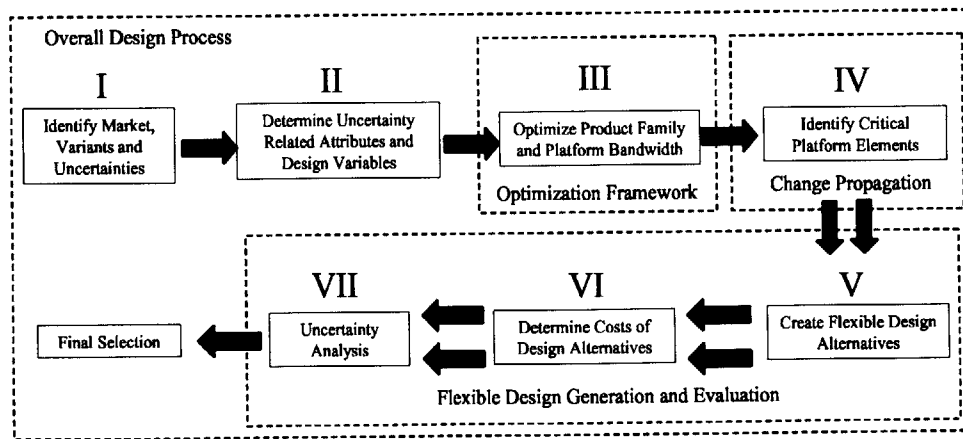 Overall Design Process
I
Identify Market,
Variants and
Uncertainties
II
Determine Uncertainty
Related Attributes and
Design Variables
III
Optimize Product Family
and Platform Bandwidth
Optimization Framework
IV
Identify Critical
Platform Elements
Change Propagation
V
Create Flexible Design
Alternatives
VI
Determine Costs of
Design Alternatives
VII
Uncertainty
Analysis
Final Selection
Flexible Design Generation and Evaluation